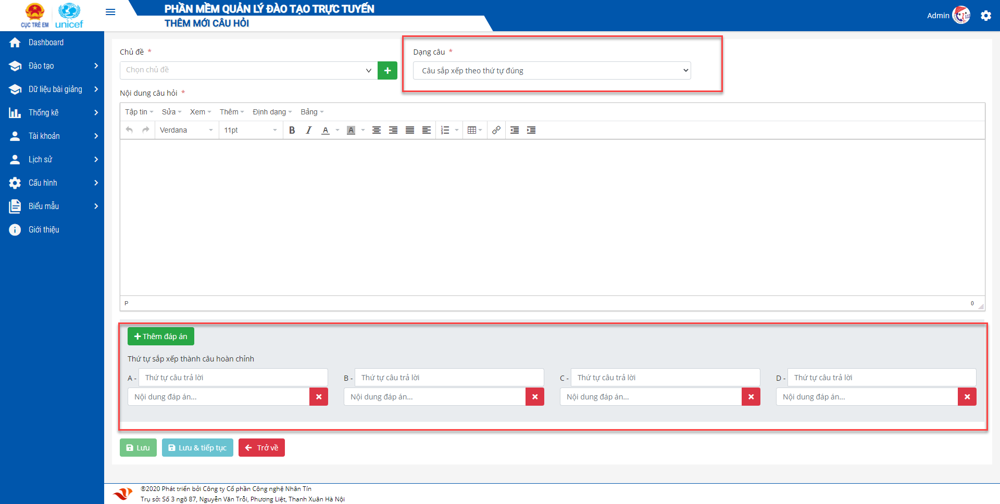 CỤC TRẺ EM
unicef
PHẦN MỀM QUẢN LÝ ĐÀO TẠO TRỰC TUYẾN
THÊM MỚI CÂU HỎI
Admin
Dashboard
Đào tạo
Dữ liệu bài giảng
Thống kê
Tài khoản
Lịch sử
Cấu hình
Biểu mẫu
Giới thiệu
Chủ đề *
Chọn chủ đề
Dạng câu *
Câu sắp xếp theo thứ tự đúng
Nội dung câu hỏi *
Tập tin Sửa Xem Thêm Định dạng Bảng
Verdana 11pt B I A A
P 0
Thêm đáp án
Thứ tự sắp xếp thành câu hoàn chỉnh
A - Thứ tự câu trả lời B - Thứ tự câu trả lời C - Thứ tự câu trả lời D - Thứ tự câu trả lời
Nội dung đáp án... Nội dung đáp án... Nội dung đáp án... Nội dung đáp án...
Lưu Lưu & tiếp tục Trở về
®2020 Phát triển bởi Công ty Cổ phần Công nghệ Nhân Tín
Trụ sở: Số 3 ngõ 87, Nguyễn Văn Trỗi, Phương Liệt, Thanh Xuân Hà Nội